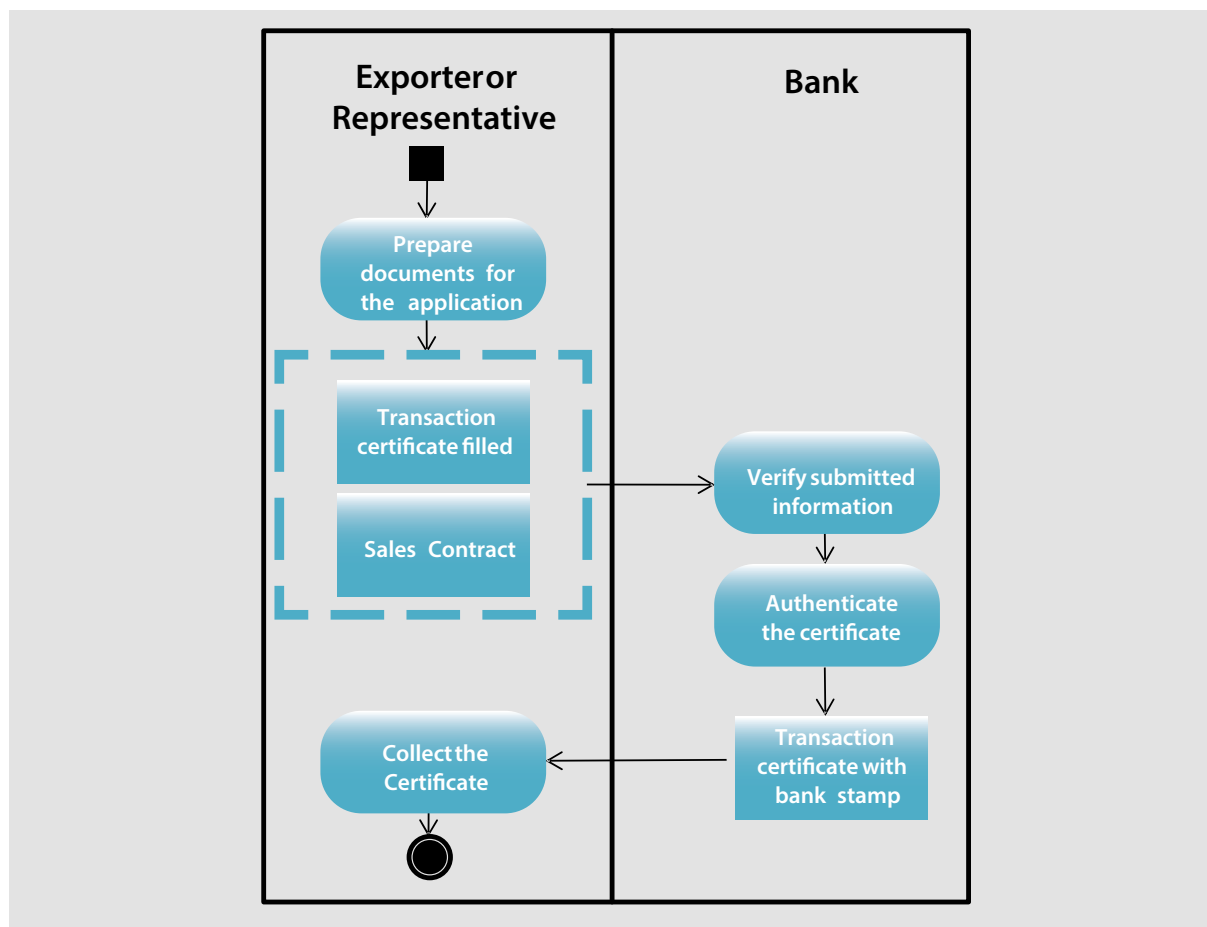 Exporteror
Representative
Bank
Prepare
documents for
the application
Transaction
certificate filled
Sales Contract
Verify submitted
information
Authenticate
the certificate
Transaction
certificate with
bank stamp
Collect the
Certificate